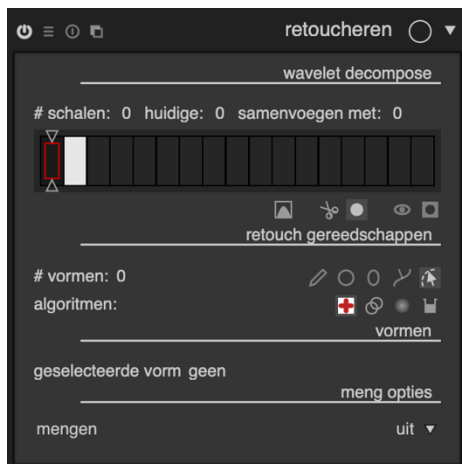 retoucheren
wavelet decompose
# schalen: 0 huidige: 0 samenvoegen met: 0
retouch gereedschappen
# vormen: 0
algoritmen:
vormen
geselecteerde vorm geen
meng opties
mengen uit